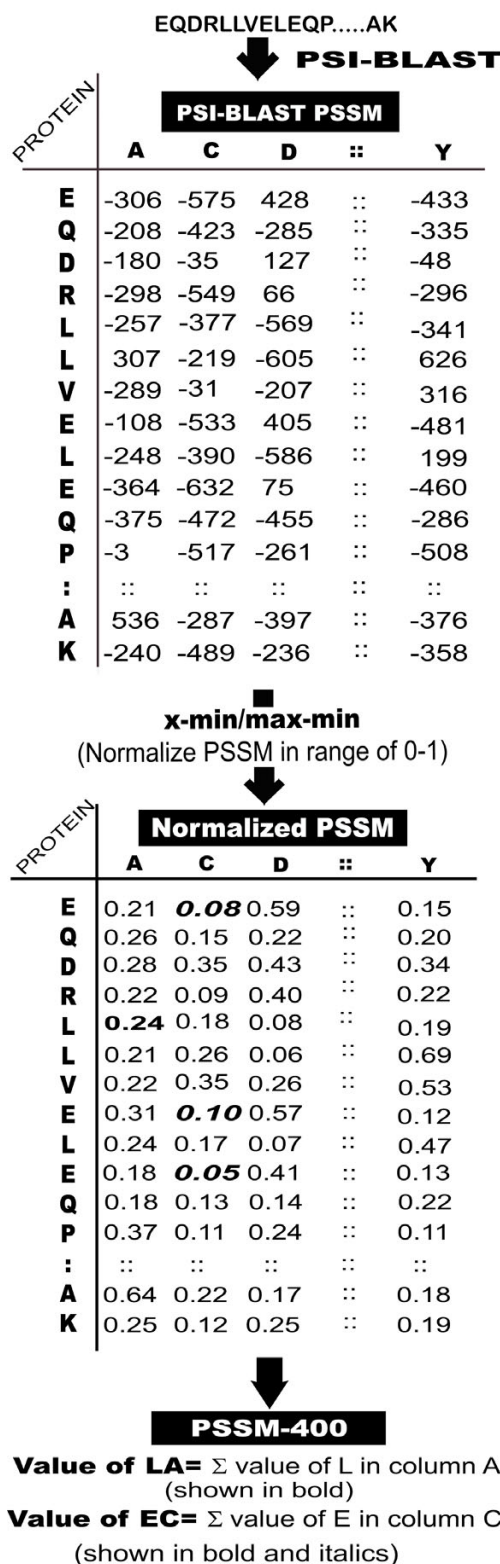 EQDRLLVELEQP.....AK
PSI-BLAST
PROTEIN
PSI-BLAST PSSM
A C D :: Y
E -306 -575 428 :: -433
Q -208 -423 -285 :: -335
D -180 -35 127 :: -48
R -298 -549 66 :: -296
L -257 -377 -569 :: -341
L 307 -219 -605 :: 626
V -289 -31 -207 :: 316
E -108 -533 405 :: -481
L -248 -390 -586 :: 199
E -364 -632 75 :: -460
Q -375 -472 -455 :: -286
P -3 -517 -261 :: -508
: :: :: :: :: ::
A 536 -287 -397 :: -376
K -240 -489 -236 :: -358
x-min/max-min
(Normalize PSSM in range of 0-1)
PROTEIN
Normalized PSSM
A C D :: Y
E 0.21 0.08 0.59 :: 0.15
Q 0.26 0.15 0.22 :: 0.20
D 0.28 0.35 0.43 :: 0.34
R 0.22 0.09 0.40 :: 0.22
L 0.24 0.18 0.08 :: 0.19
L 0.21 0.26 0.06 :: 0.69
V 0.22 0.35 0.26 :: 0.53
E 0.31 0.10 0.57 :: 0.12
L 0.24 0.17 0.07 :: 0.47
E 0.18 0.05 0.41 :: 0.13
Q 0.18 0.13 0.14 :: 0.22
P 0.37 0.11 0.24 :: 0.11
: :: :: :: :: ::
A 0.64 0.22 0.17 :: 0.18
K 0.25 0.12 0.25 :: 0.19
PSSM-400
Value of LA= Σ value of L in column A
(shown in bold)
Value of EC= Σ value of E in column C
(shown in bold and italics)